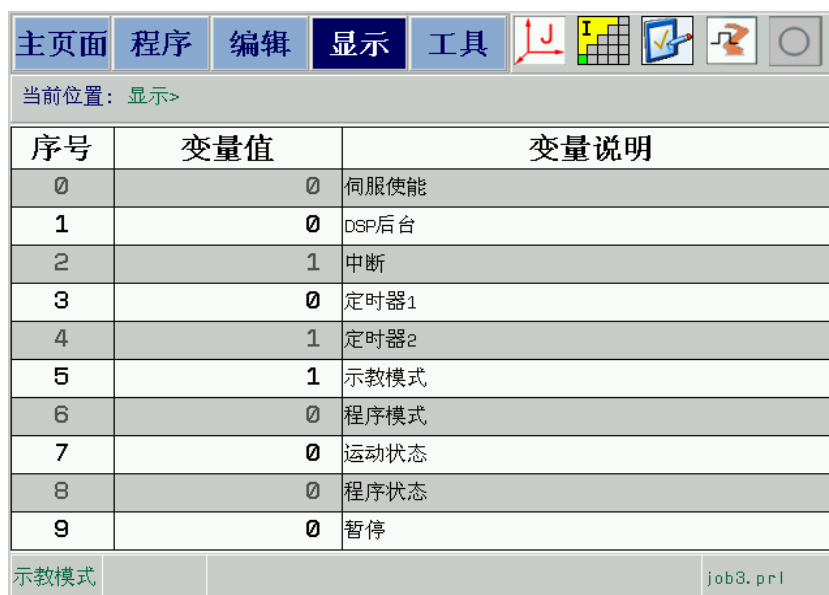 主页面 程序 编辑 显示 工具 J I
当前位置: 显示>
序号 变量值 变量说明
0 0 伺服使能
1 0 DSP后台
2 1 中断
3 0 定时器1
4 1 定时器2
5 1 示教模式
6 0 程序模式
7 0 运动状态
8 0 程序状态
9 0 暂停
示教模式 job3.prl